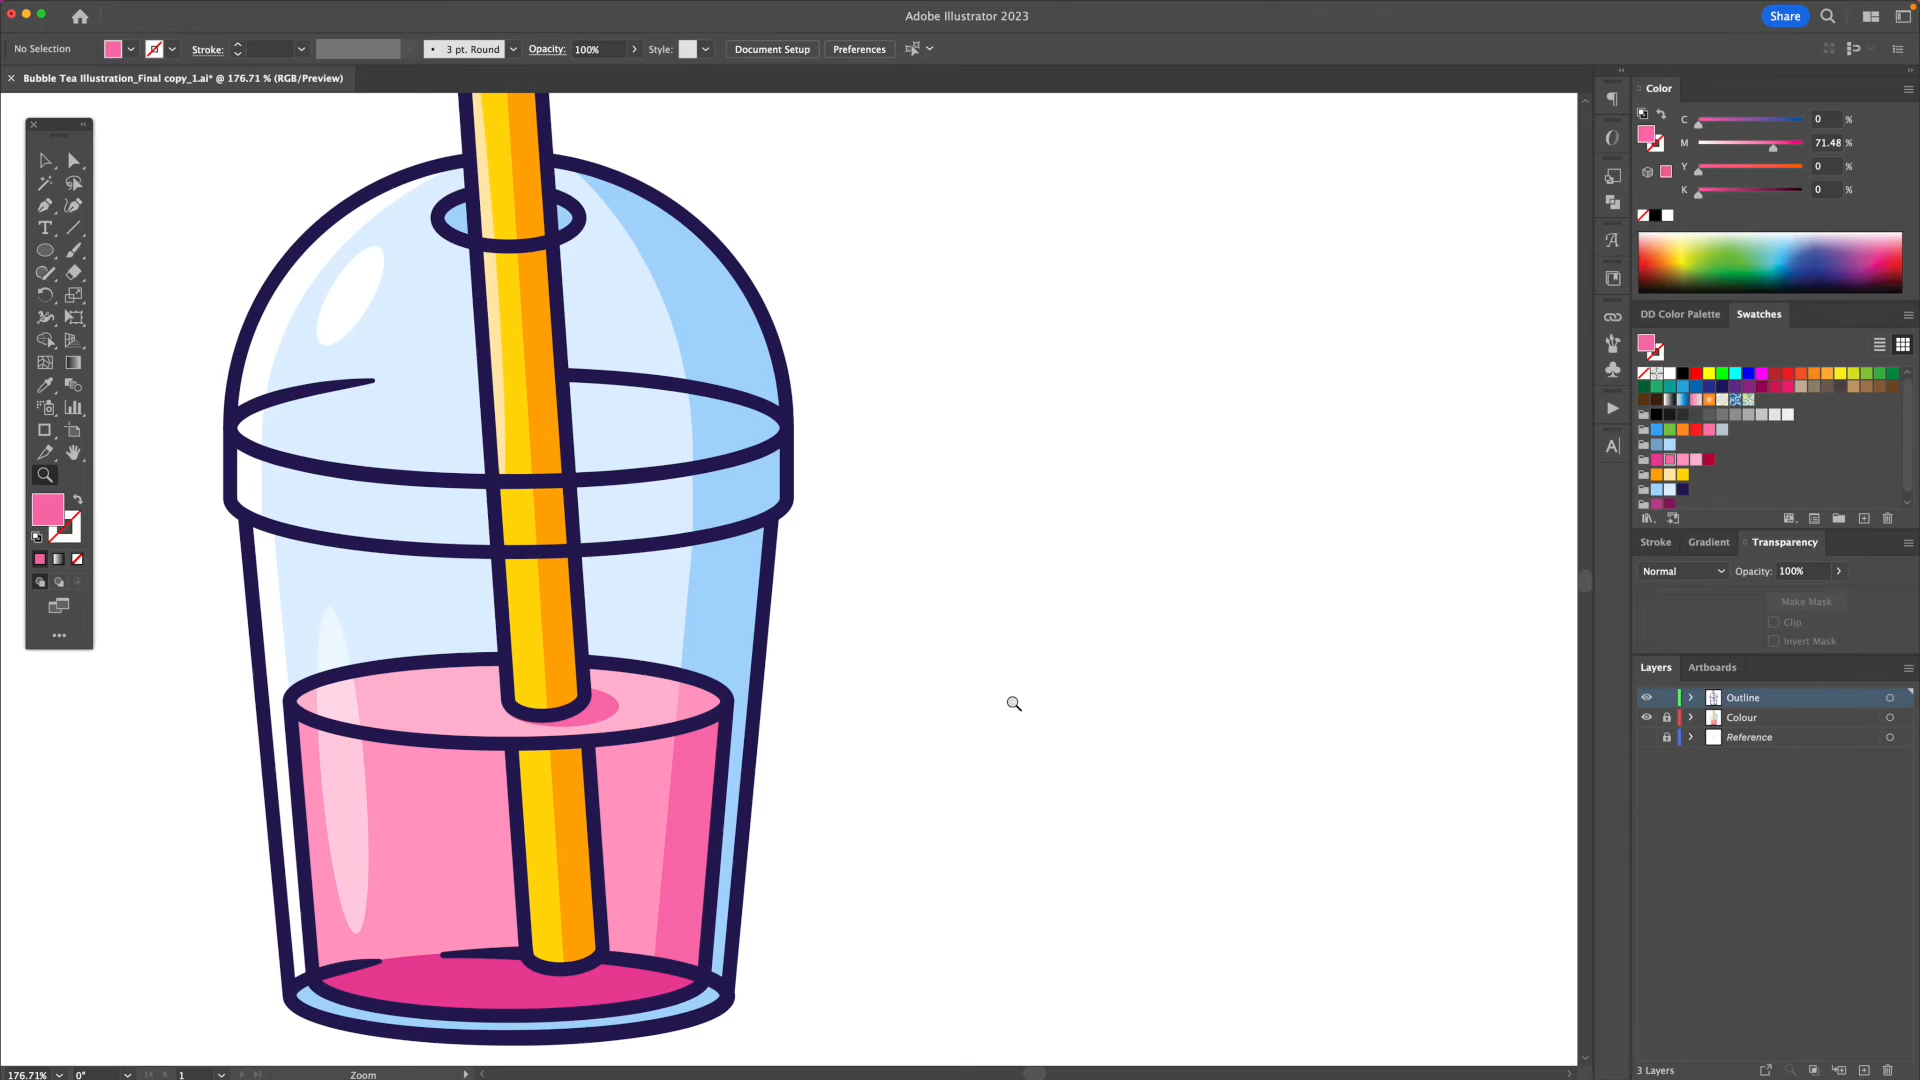 Adobe Illustrator 2023
Share
No Selection
Stroke:
3 pt. Round
Opacity: 100%
Style:
Document Setup
Preferences
Bubble Tea Illustration_Final copy_1.ai* @ 176.71 % (RGB/Preview)
Color
C 0 %
M 71.48 %
Y 0 %
K 0 %
DD Color Palette
Swatches
Stroke
Gradient
Transparency
Normal
Opacity: 100%
Make Mask
Clip
Invert Mask
Layers
Artboards
Outline
Colour
Reference
176.71%
0°
1
Zoom
3 Layers